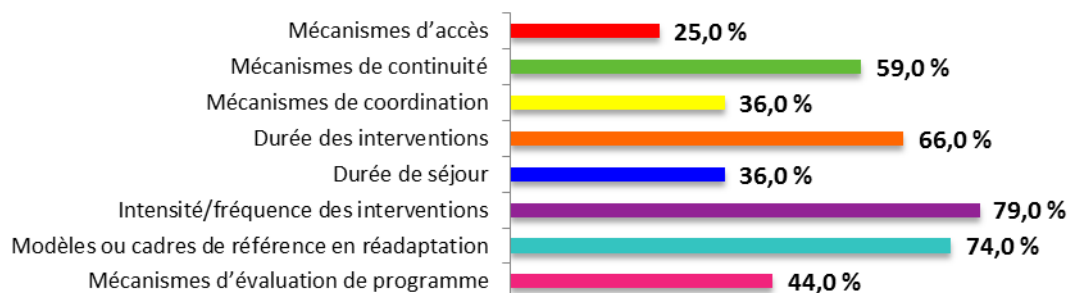 Mécanismes d’accès 25,0 %
Mécanismes de continuité 59,0 %
Mécanismes de coordination 36,0 %
Durée des interventions 66,0 %
Durée de séjour 36,0 %
Intensité/fréquence des interventions 79,0 %
Modèles ou cadres de référence en réadaptation 74,0 %
Mécanismes d’évaluation de programme 44,0 %